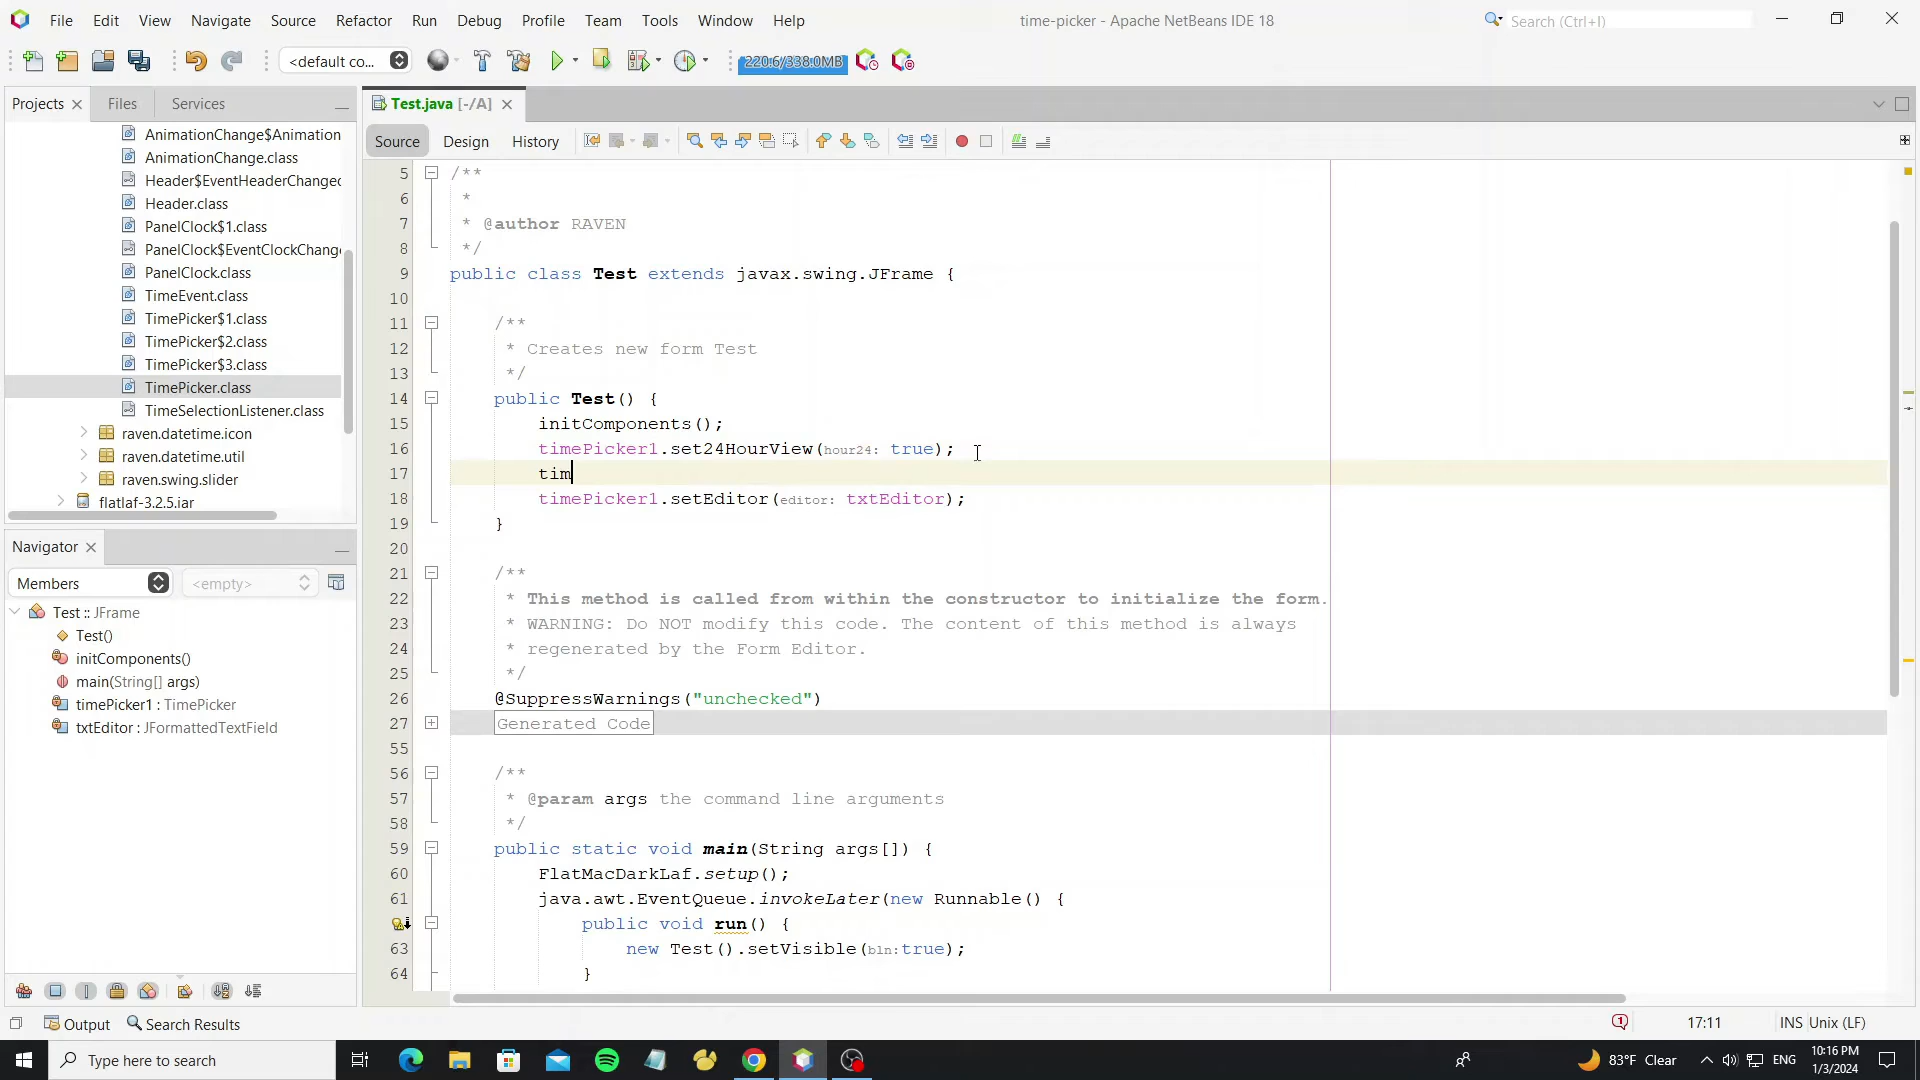 File Edit View Navigate Source Refactor Run Debug Profile Team Tools Window Help
time-picker - Apache NetBeans IDE 18
Search (Ctrl+I)
<default co...
220.6/338.0MB
Projects Files Services
Test.java [-/A]
Source Design History
AnimationChange$Animation
AnimationChange.class
Header$EventHeaderChanged
Header.class
PanelClock$1.class
PanelClock$EventClockChange
PanelClock.class
TimeEvent.class
TimePicker$1.class
TimePicker$2.class
TimePicker$3.class
TimePicker.class
TimeSelectionListener.class
raven.datetime.icon
raven.datetime.util
raven.swing.slider
flatlaf-3.2.5.jar
Navigator
Members <empty>
Test :: JFrame
Test()
initComponents()
main(String[] args)
timePicker1 : TimePicker
txtEditor : JFormattedTextField
5 /**
6 *
7 * @author RAVEN
8 */
9 public class Test extends javax.swing.JFrame {
10
11 /**
12 * Creates new form Test
13 */
14 public Test() {
15 initComponents();
16 timePicker1.set24HourView(hour24: true);
17 tim
18 timePicker1.setEditor(editor: txtEditor);
19 }
20
21 /**
22 * This method is called from within the constructor to initialize the form.
23 * WARNING: Do NOT modify this code. The content of this method is always
24 * regenerated by the Form Editor.
25 */
26 @SuppressWarnings("unchecked")
27 Generated Code
55
56 /**
57 * @param args the command line arguments
58 */
59 public static void main(String args[]) {
60 FlatMacDarkLaf.setup();
61 java.awt.EventQueue.invokeLater(new Runnable() {
public void run() {
63 new Test().setVisible(bln:true);
64 }
Output Search Results
1 17:11 INS Unix (LF)
Type here to search
83°F Clear
ENG
10:16 PM
1/3/2024